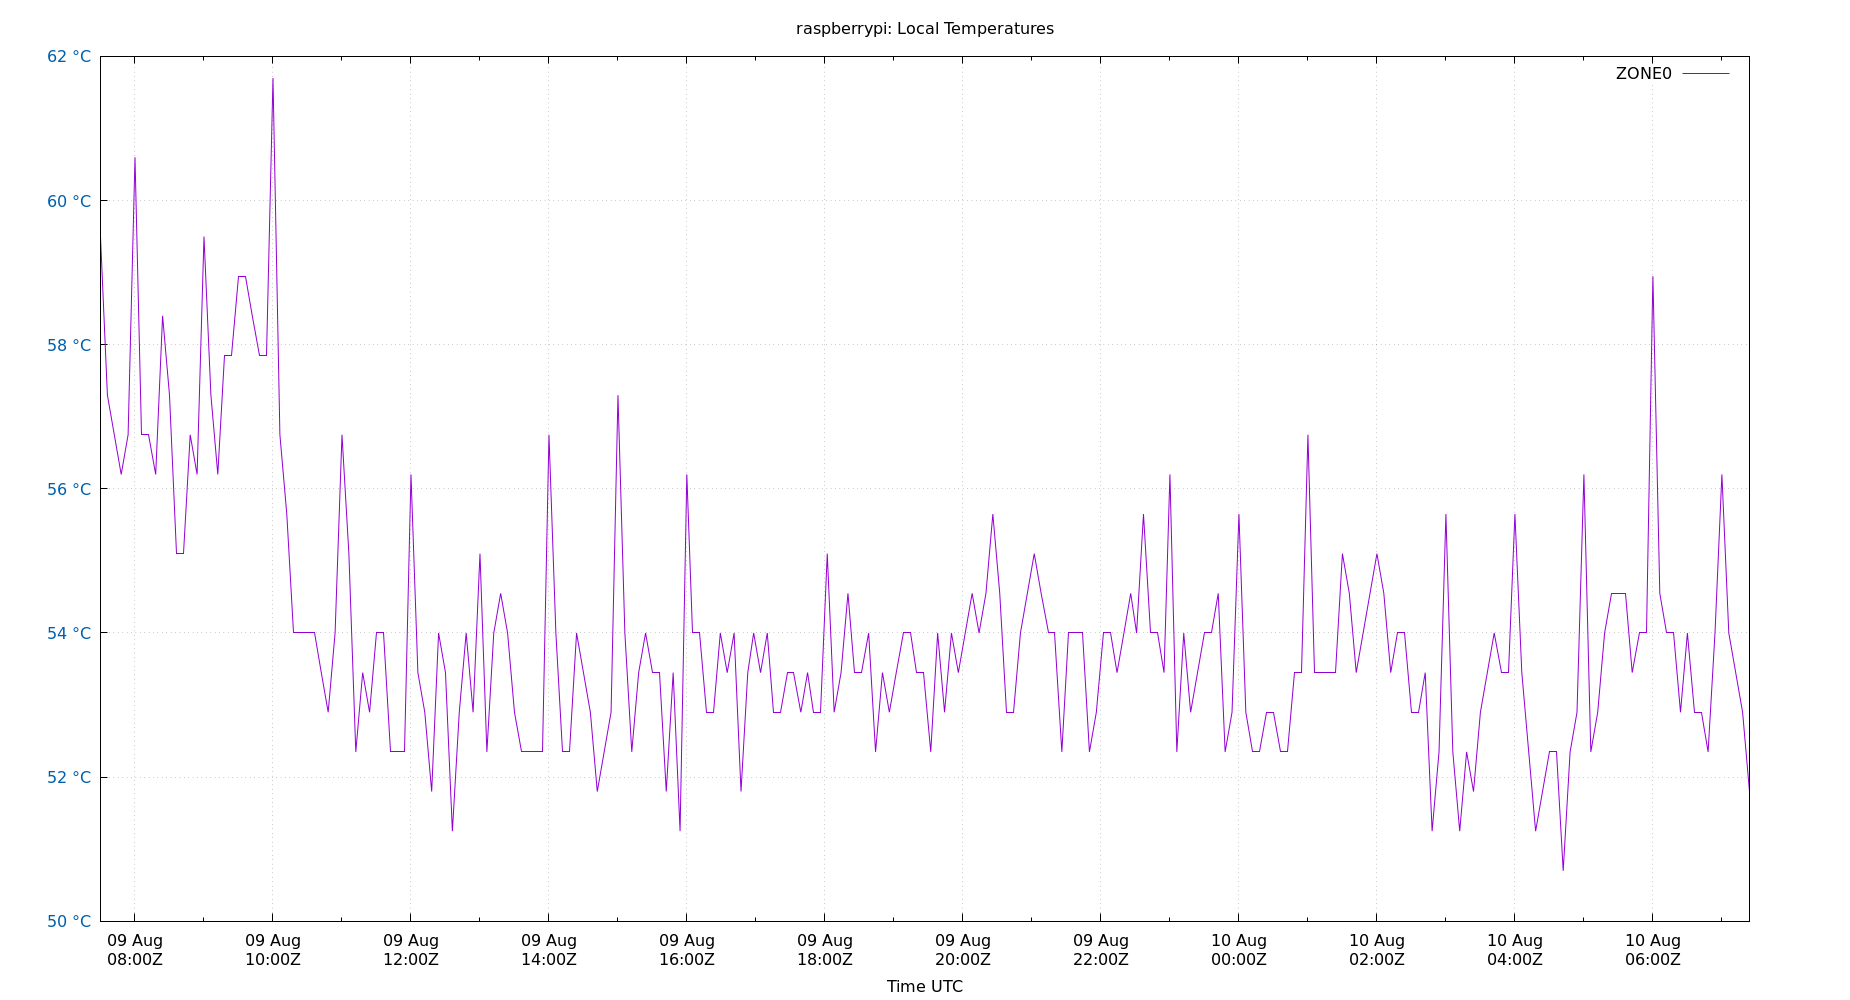 raspberrypi: Local Temperatures
62 °C
ZONE0
60 °C
58 °C
56 °C
54 °C
52 °C
50 °C
09 Aug 09 Aug 09 Aug 09 Aug 09 Aug 09 Aug 09 Aug 09 Aug 10 Aug 10 Aug 10 Aug 10 Aug
08:00Z 10:00Z 12:00Z 14:00Z 16:00Z 18:00Z 20:00Z 22:00Z 00:00Z 02:00Z 04:00Z 06:00Z
Time UTC